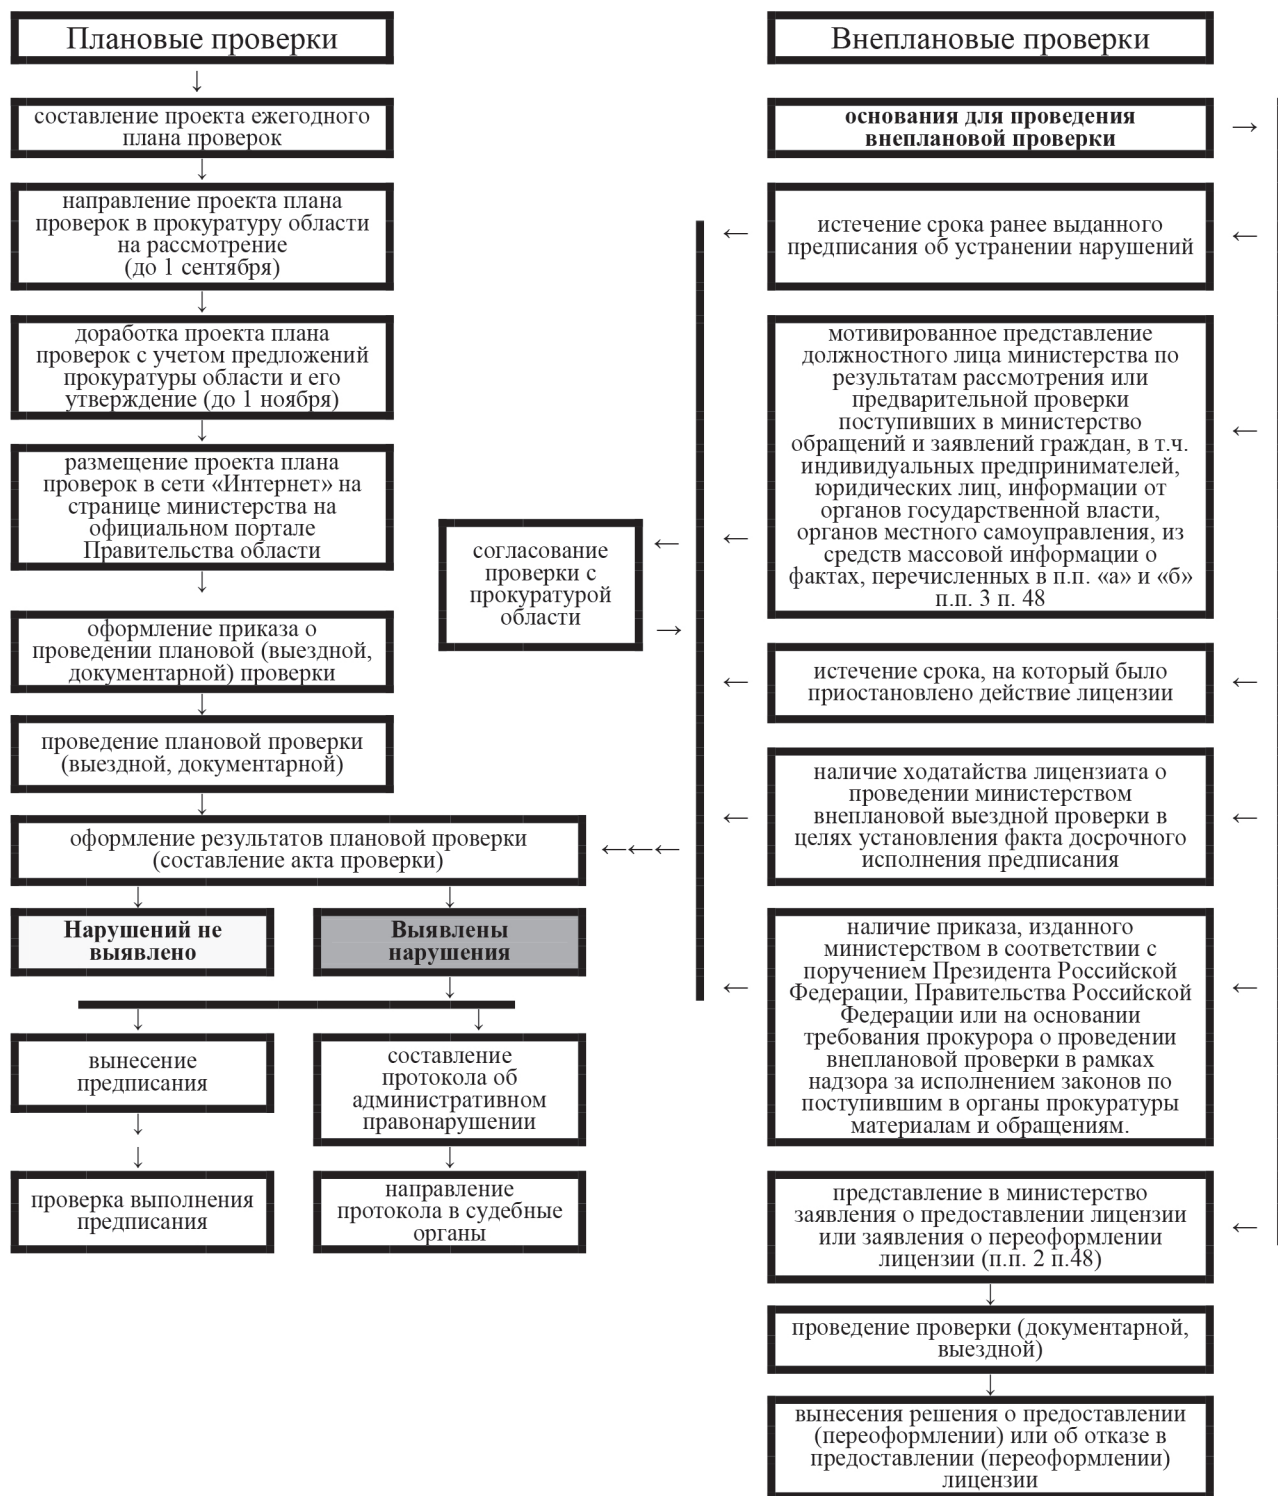 Плановые проверки
составление проекта ежегодного
плана проверок
направление проекта плана
проверок в прокуратуру области
на рассмотрение
(до 1 сентября)
доработка проекта плана
проверок с учетом предложений
прокуратуры области и его
утверждение (до 1 ноября)
размещение проекта плана
проверок в сети «Интернет» на
странице министерства на
официальном портале
Правительства области
оформление приказа о
проведении плановой (выездной,
документарной) проверки
проведение плановой проверки
(выездной, документарной)
оформление результатов плановой проверки
(составление акта проверки)
Нарушений не
выявлено
Выявлены
нарушения
вынесение
предписания
составление
протокола об
административном
правонарушении
проверка выполнения
предписания
направление
протокола в судебные
органы
согласование
проверки с
прокуратурой
области
Внеплановые проверки
основания для проведения
внеплановой проверки
истечение срока ранее выданного
предписания об устранении нарушений
мотивированное представление
должностного лица министерства по
результатам рассмотрения или
предварительной проверки
поступивших в министерство
обращений и заявлений граждан, в т.ч.
индивидуальных предпринимателей,
юридических лиц, информации от
органов государственной власти,
органов местного самоуправления, из
средств массовой информации о
фактах, перечисленных в п.п. «а» и «б»
п.п. 3 п. 48
истечение срока, на который было
приостановлено действие лицензии
наличие ходатайства лицензиата о
проведении министерством
внеплановой выездной проверки в
целях установления факта досрочного
исполнения предписания
наличие приказа, изданного
министерством в соответствии с
поручением Президента Российской
Федерации, Правительства Российской
Федерации или на основании
требования прокурора о проведении
внеплановой проверки в рамках
надзора за исполнением законов по
поступившим в органы прокуратуры
материалам и обращениям.
представление в министерство
заявления о предоставлении лицензии
или заявления о переоформлении
лицензии (п.п. 2 п.48)
проведение проверки (документарной,
выездной)
вынесения решения о предоставлении
(переоформлении) или об отказе в
предоставлении (переоформлении)
лицензии